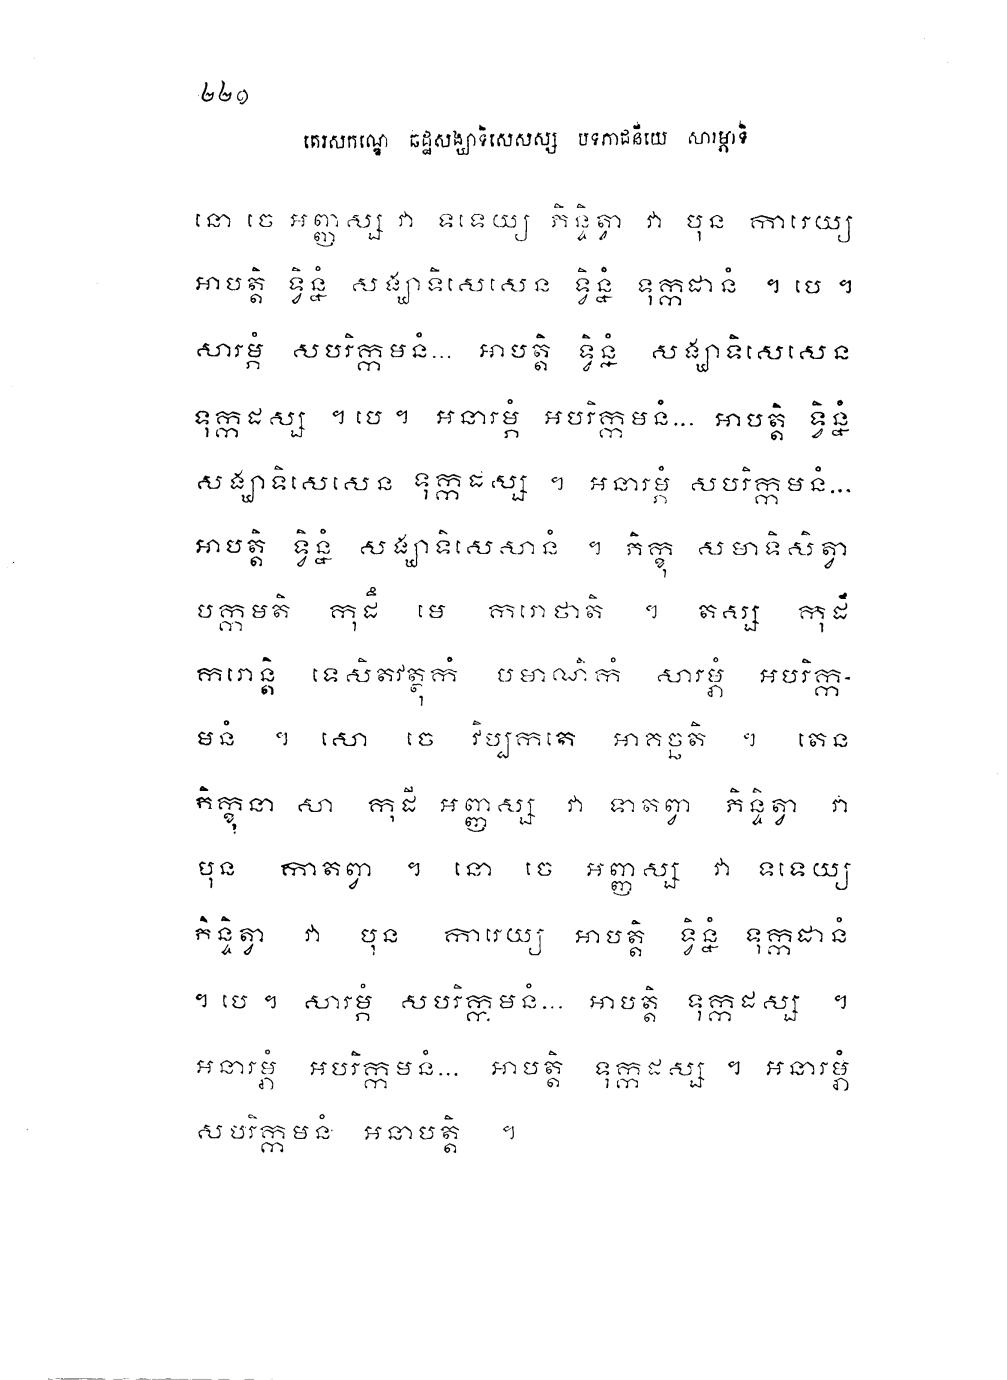 ២២១
តេរសកណ្ឌេ ឆដ្ឋសង្ឃាទិសេសស្ស បទភាជនីយេ សារម្ភាទិ
នោ ចេ អញ្ញស្ស វា ទទេយ្យ ភិន្ទិត្វា វា បុន ការេយ្យ
អាបត្តិ ទ្វិន្នំ សង្ឃាទិសេសេន ទ្វិន្នំ ទុក្កដានំ ។ បេ ។
សារម្ភំ សបរិក្កមនំ... អាបត្តិ ទ្វិន្នំ សង្ឃាទិសេសេន
ទុក្កដស្ស ។ បេ ។ អនារម្ភំ អបរិក្កមនំ... អាបត្តិ ទ្វិន្នំ
សង្ឃាទិសេសេន ទុក្កដស្ស ។ អនារម្ភំ សបរិក្កមនំ...
អាបត្តិ ទ្វិន្នំ សង្ឃាទិសេសានំ ។ ភិក្ខុ សមាទិសិត្វា
បក្កមតិ កុដឹ មេ ករោថាតិ ។ តស្ស កុដឹ
ករោន្តិ ទេសិតវត្ថុកំ បមាណិកំ សារម្ភំ អបរិក្ក-
មនំ ។ សោ ចេ វិប្បកតេ អាគច្ឆតិ ។ តេន
ភិក្ខុនា សា កុដី អញ្ញស្ស វា ទាតព្វា ភិន្ទិត្វា វា
បុន កាតព្វា ។ នោ ចេ អញ្ញស្ស វា ទទេយ្យ
ភិន្ទិត្វា វា បុន ការេយ្យ អាបត្តិ ទ្វិន្នំ ទុក្កដានំ
។ បេ ។ សារម្ភំ សបរិក្កមនំ... អាបត្តិ ទុក្កដស្ស ។
អនារម្ភំ អបរិក្កមនំ... អាបត្តិ ទុក្កដស្ស ។ អនារម្ភំ
សបរិក្កមនំ អនាបត្តិ ។